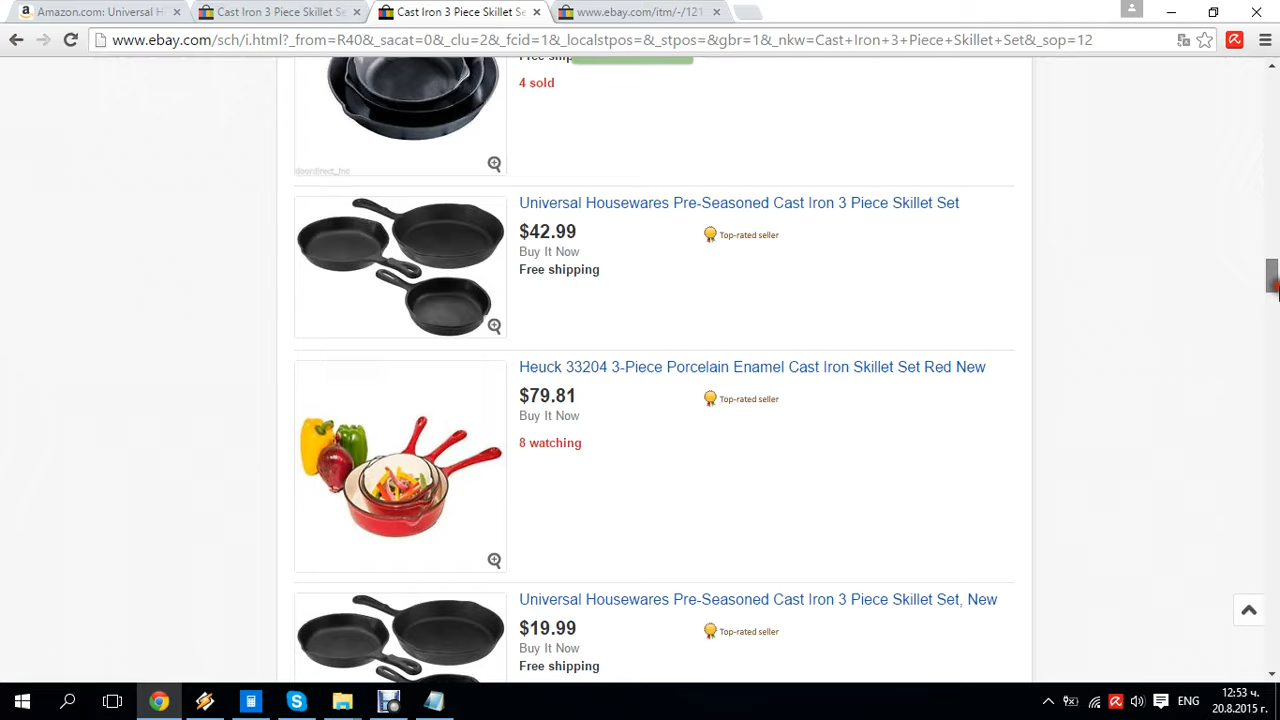 Amazon.com: Universal H
Cast Iron 3 Piece Skillet Se
Cast Iron 3 Piece Skillet Se
www.ebay.com/itm/-/121
www.ebay.com/sch/i.html?_from=R40&_sacat=0&_clu=2&_fcid=1&_localstpos=&_stpos=&gbr=1&_nkw=Cast+Iron+3+Piece+Skillet+Set&_sop=12
Free ship
4 sold
Universal Housewares Pre-Seasoned Cast Iron 3 Piece Skillet Set
$42.99
Top-rated seller
Buy It Now
Free shipping
Heuck 33204 3-Piece Porcelain Enamel Cast Iron Skillet Set Red New
$79.81
Top-rated seller
Buy It Now
8 watching
Universal Housewares Pre-Seasoned Cast Iron 3 Piece Skillet Set, New
$19.99
Top-rated seller
Buy It Now
Free shipping
ENG
12:53 ч.
20.8.2015 г.